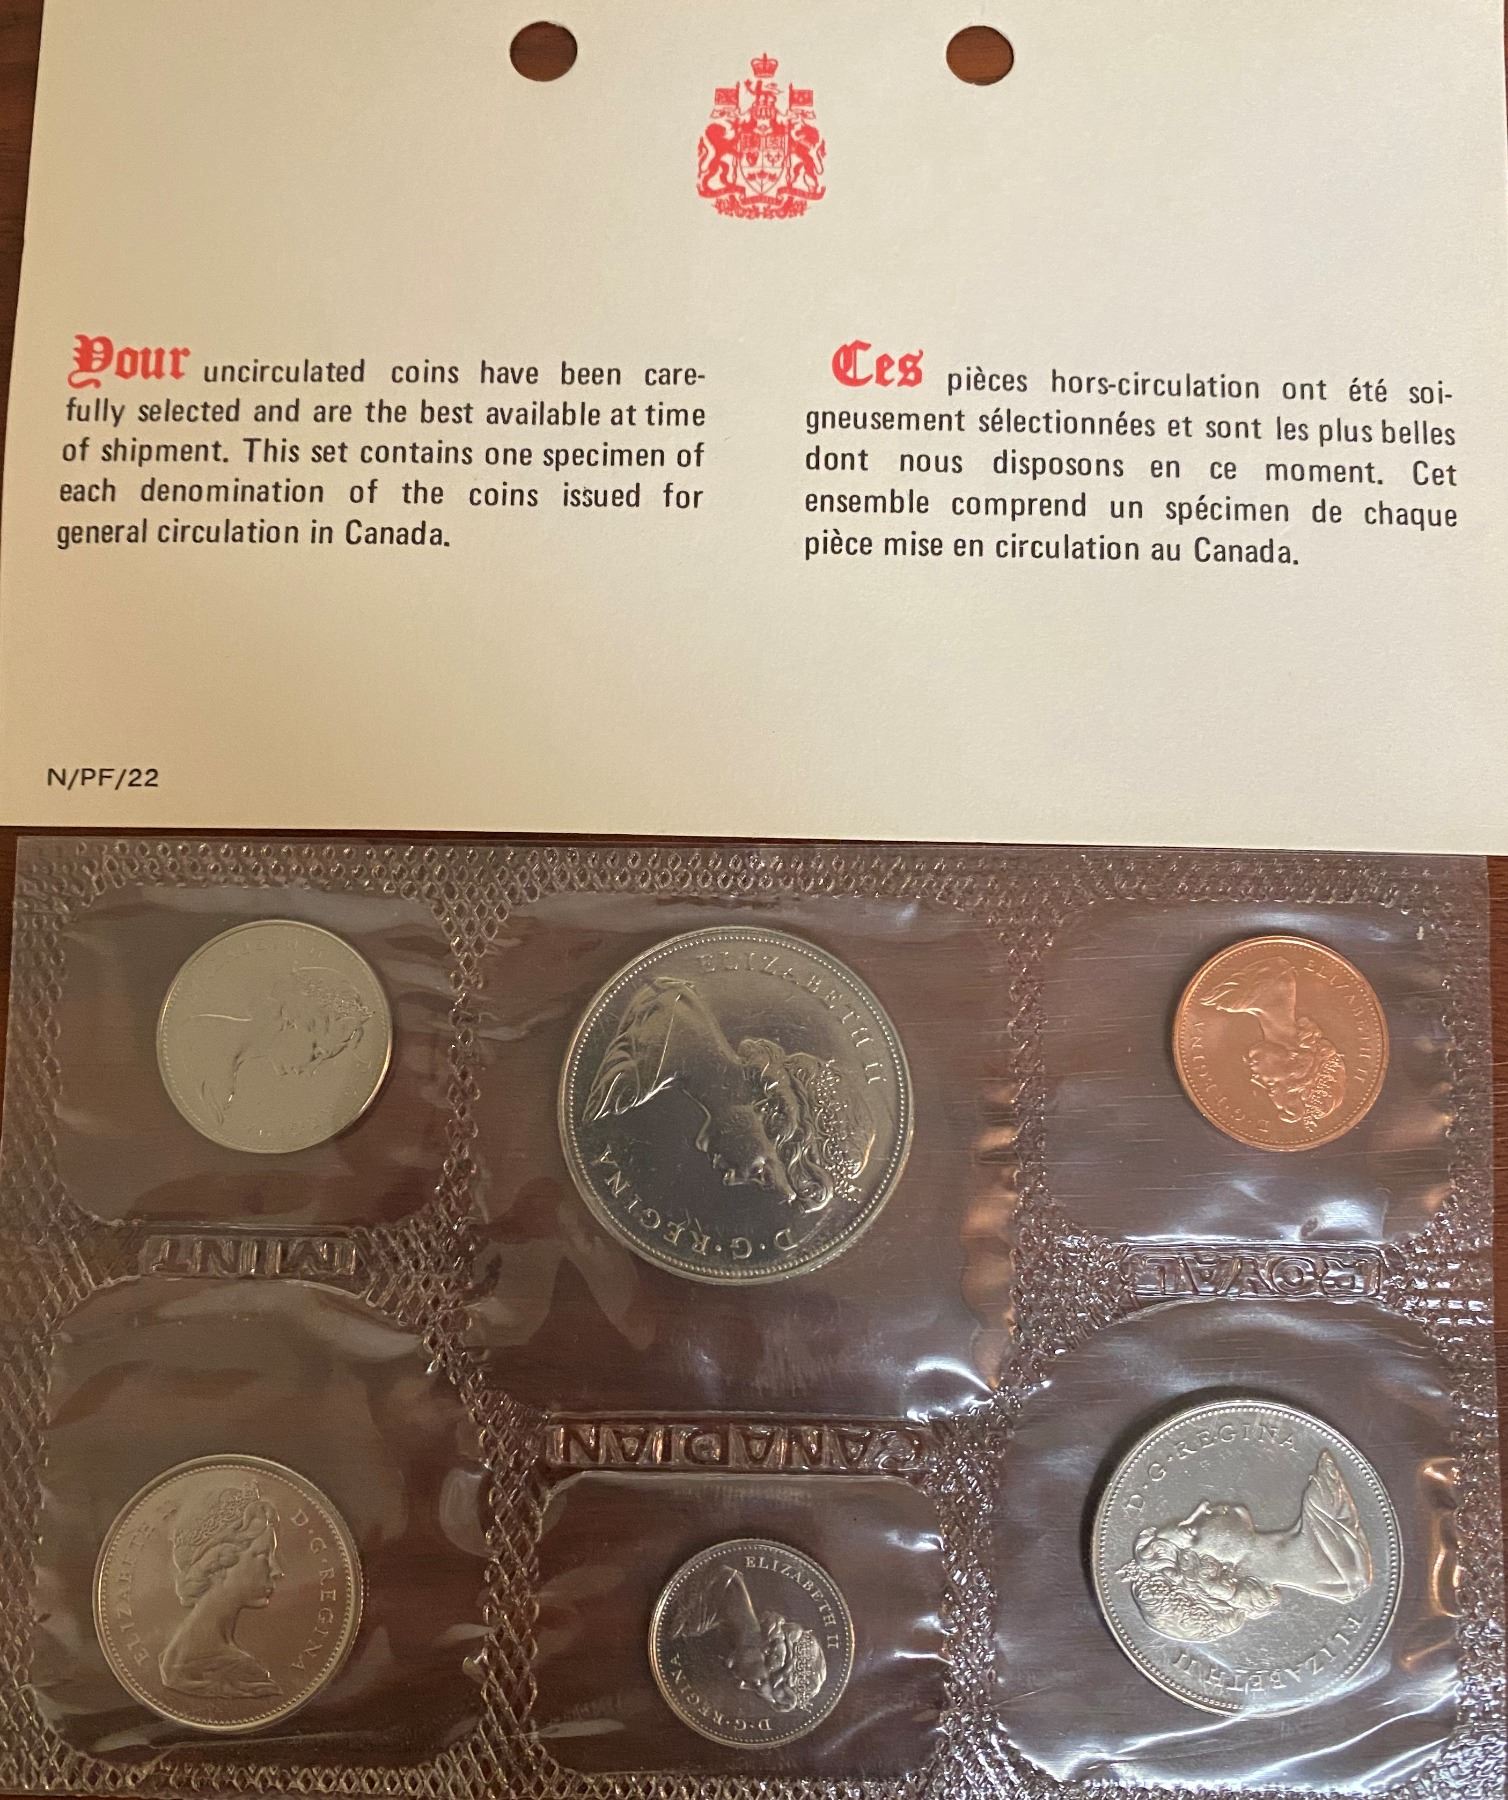 Your uncirculated coins have been care-
fully selected and are the best available at time
of shipment. This set contains one specimen of
each denomination of the coins issued for
general circulation in Canada.
Ces pièces hors-circulation ont été soi-
gneusement sélectionnées et sont les plus belles
dont nous disposons en ce moment. Cet
ensemble comprend un spécimen de chaque
pièce mise en circulation au Canada.
N/PF/22
ELIZABETH II D·G·REGINA
ELIZABETH II D·G·REGINA
MINT
ROYAL
CANADIAN
ELIZABETH II D·G·REGINA
ELIZABETH II D·G·REGINA
ELIZABETH II D·G·REGINA